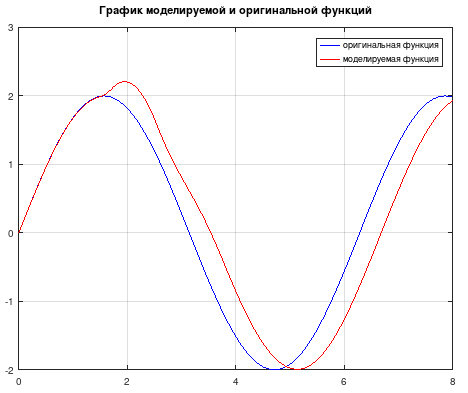 График моделируемой и оригинальной функций
3
оригинальная функция
моделируемая функция
2
1
0
-1
-2
0 2 4 6 8